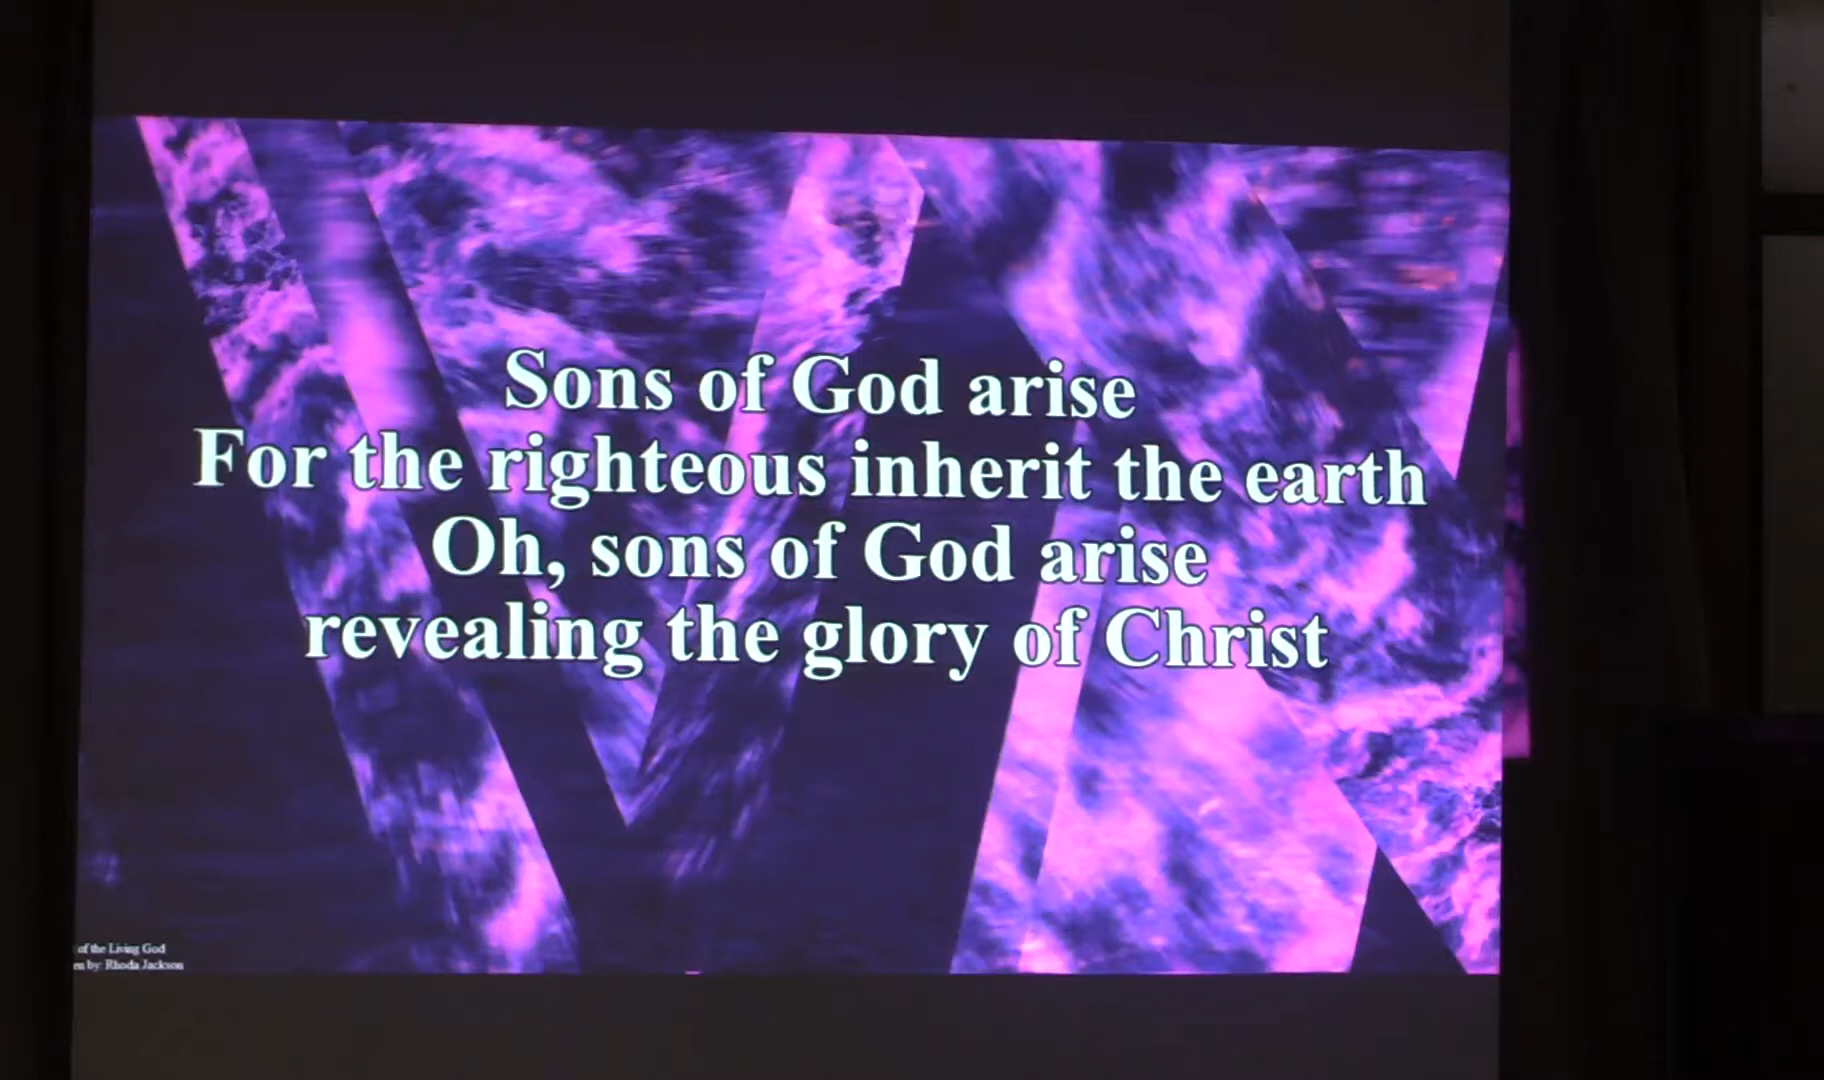 Sons of God arise
For the righteous inherit the earth
Oh, sons of God arise
revealing the glory of Christ
of the Living God
by: Rhoda Jackson